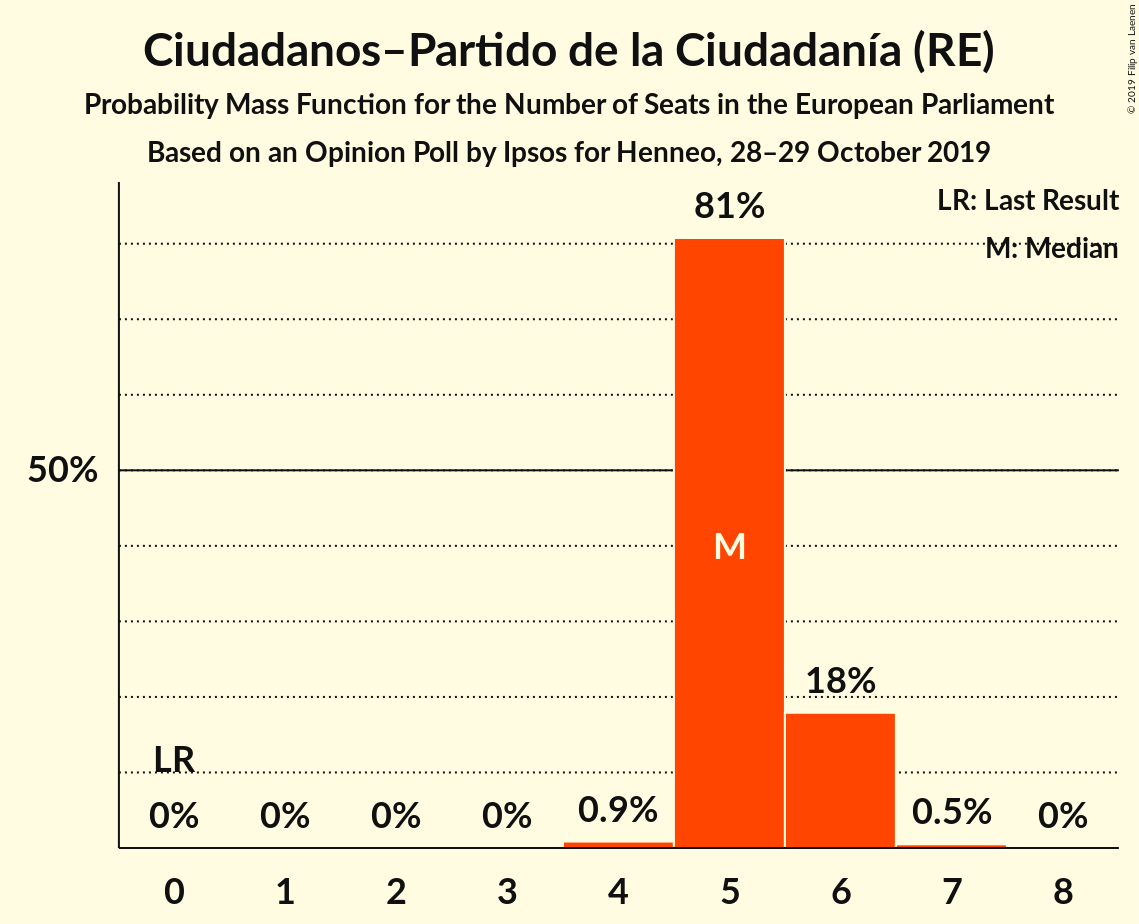 Ciudadanos–Partido de la Ciudadanía (RE)
Probability Mass Function for the Number of Seats in the European Parliament
Based on an Opinion Poll by Ipsos for Henneo, 28–29 October 2019
© 2019 Filip van Laenen
LR: Last Result
M: Median
81%
50%
M
18%
LR
0% 0% 0% 0% 0.9% 0.5% 0%
0 1 2 3 4 5 6 7 8